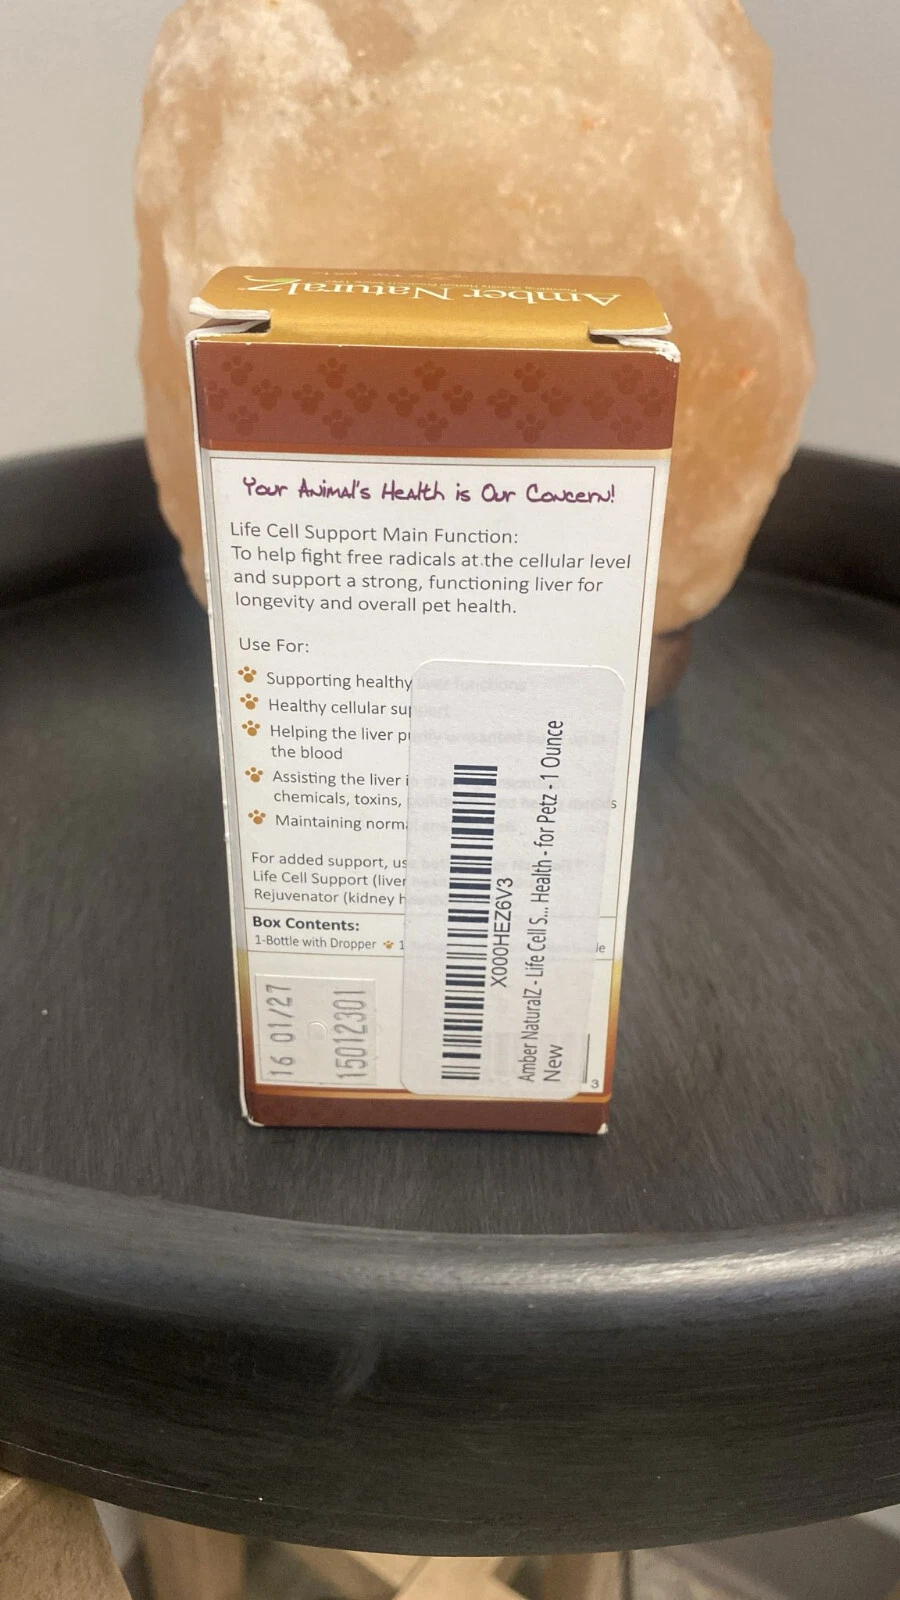 Amber NaturalZ
Your Animal's Health is Our Concern!
Life Cell Support Main Function:
To help fight free radicals at the cellular level
and support a strong, functioning liver for
longevity and overall pet health.
Use For:
Supporting healthy liver functions
Healthy cellular support
Helping the liver
the blood
Assisting the liver
chemicals, toxins,
Maintaining
For added support,
Life Cell Support (liver
Rejuvenator (kidney
Box Contents:
1-Bottle with Dropper
16 01/27
15012301
X000HEZ6V3
Amber NaturalZ - Life Cell S... Health - for Petz - 1 Ounce
New
3